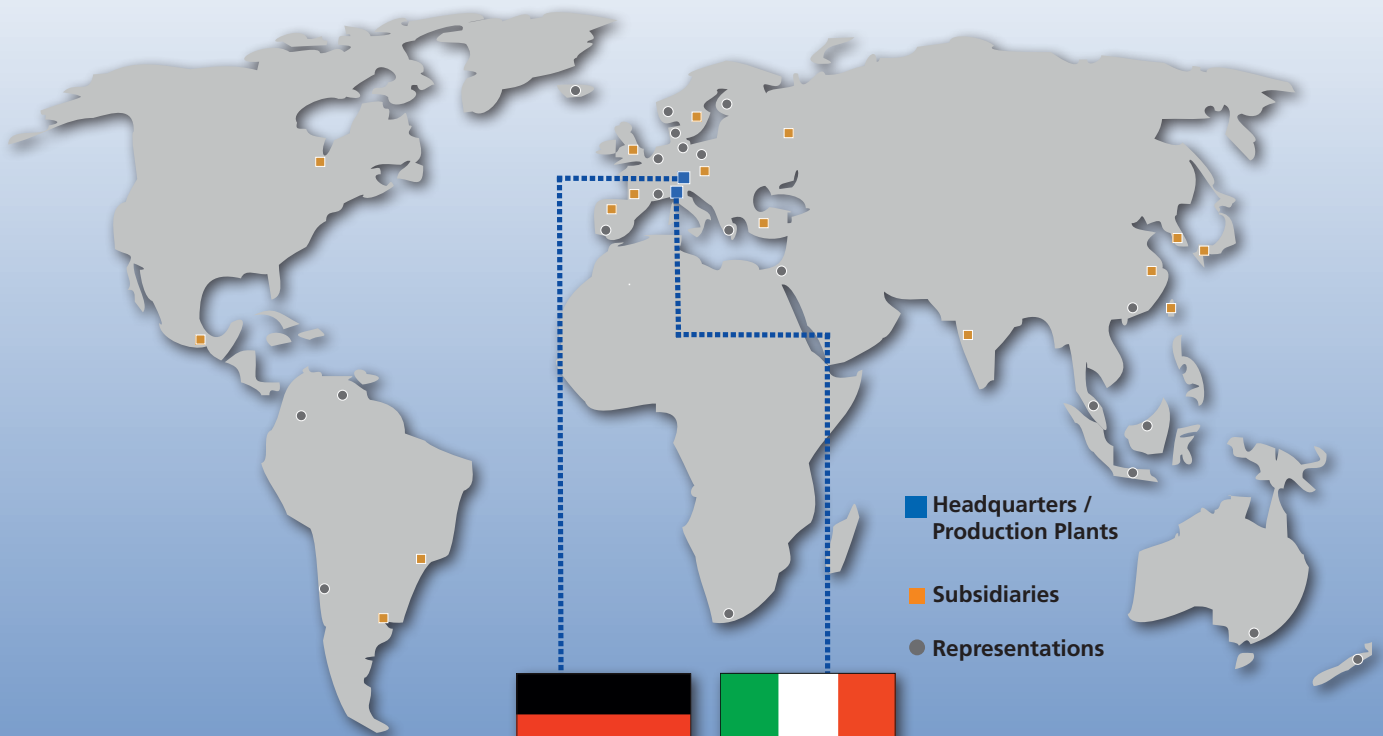 Headquarters /
Production Plants
Subsidiaries
Representations